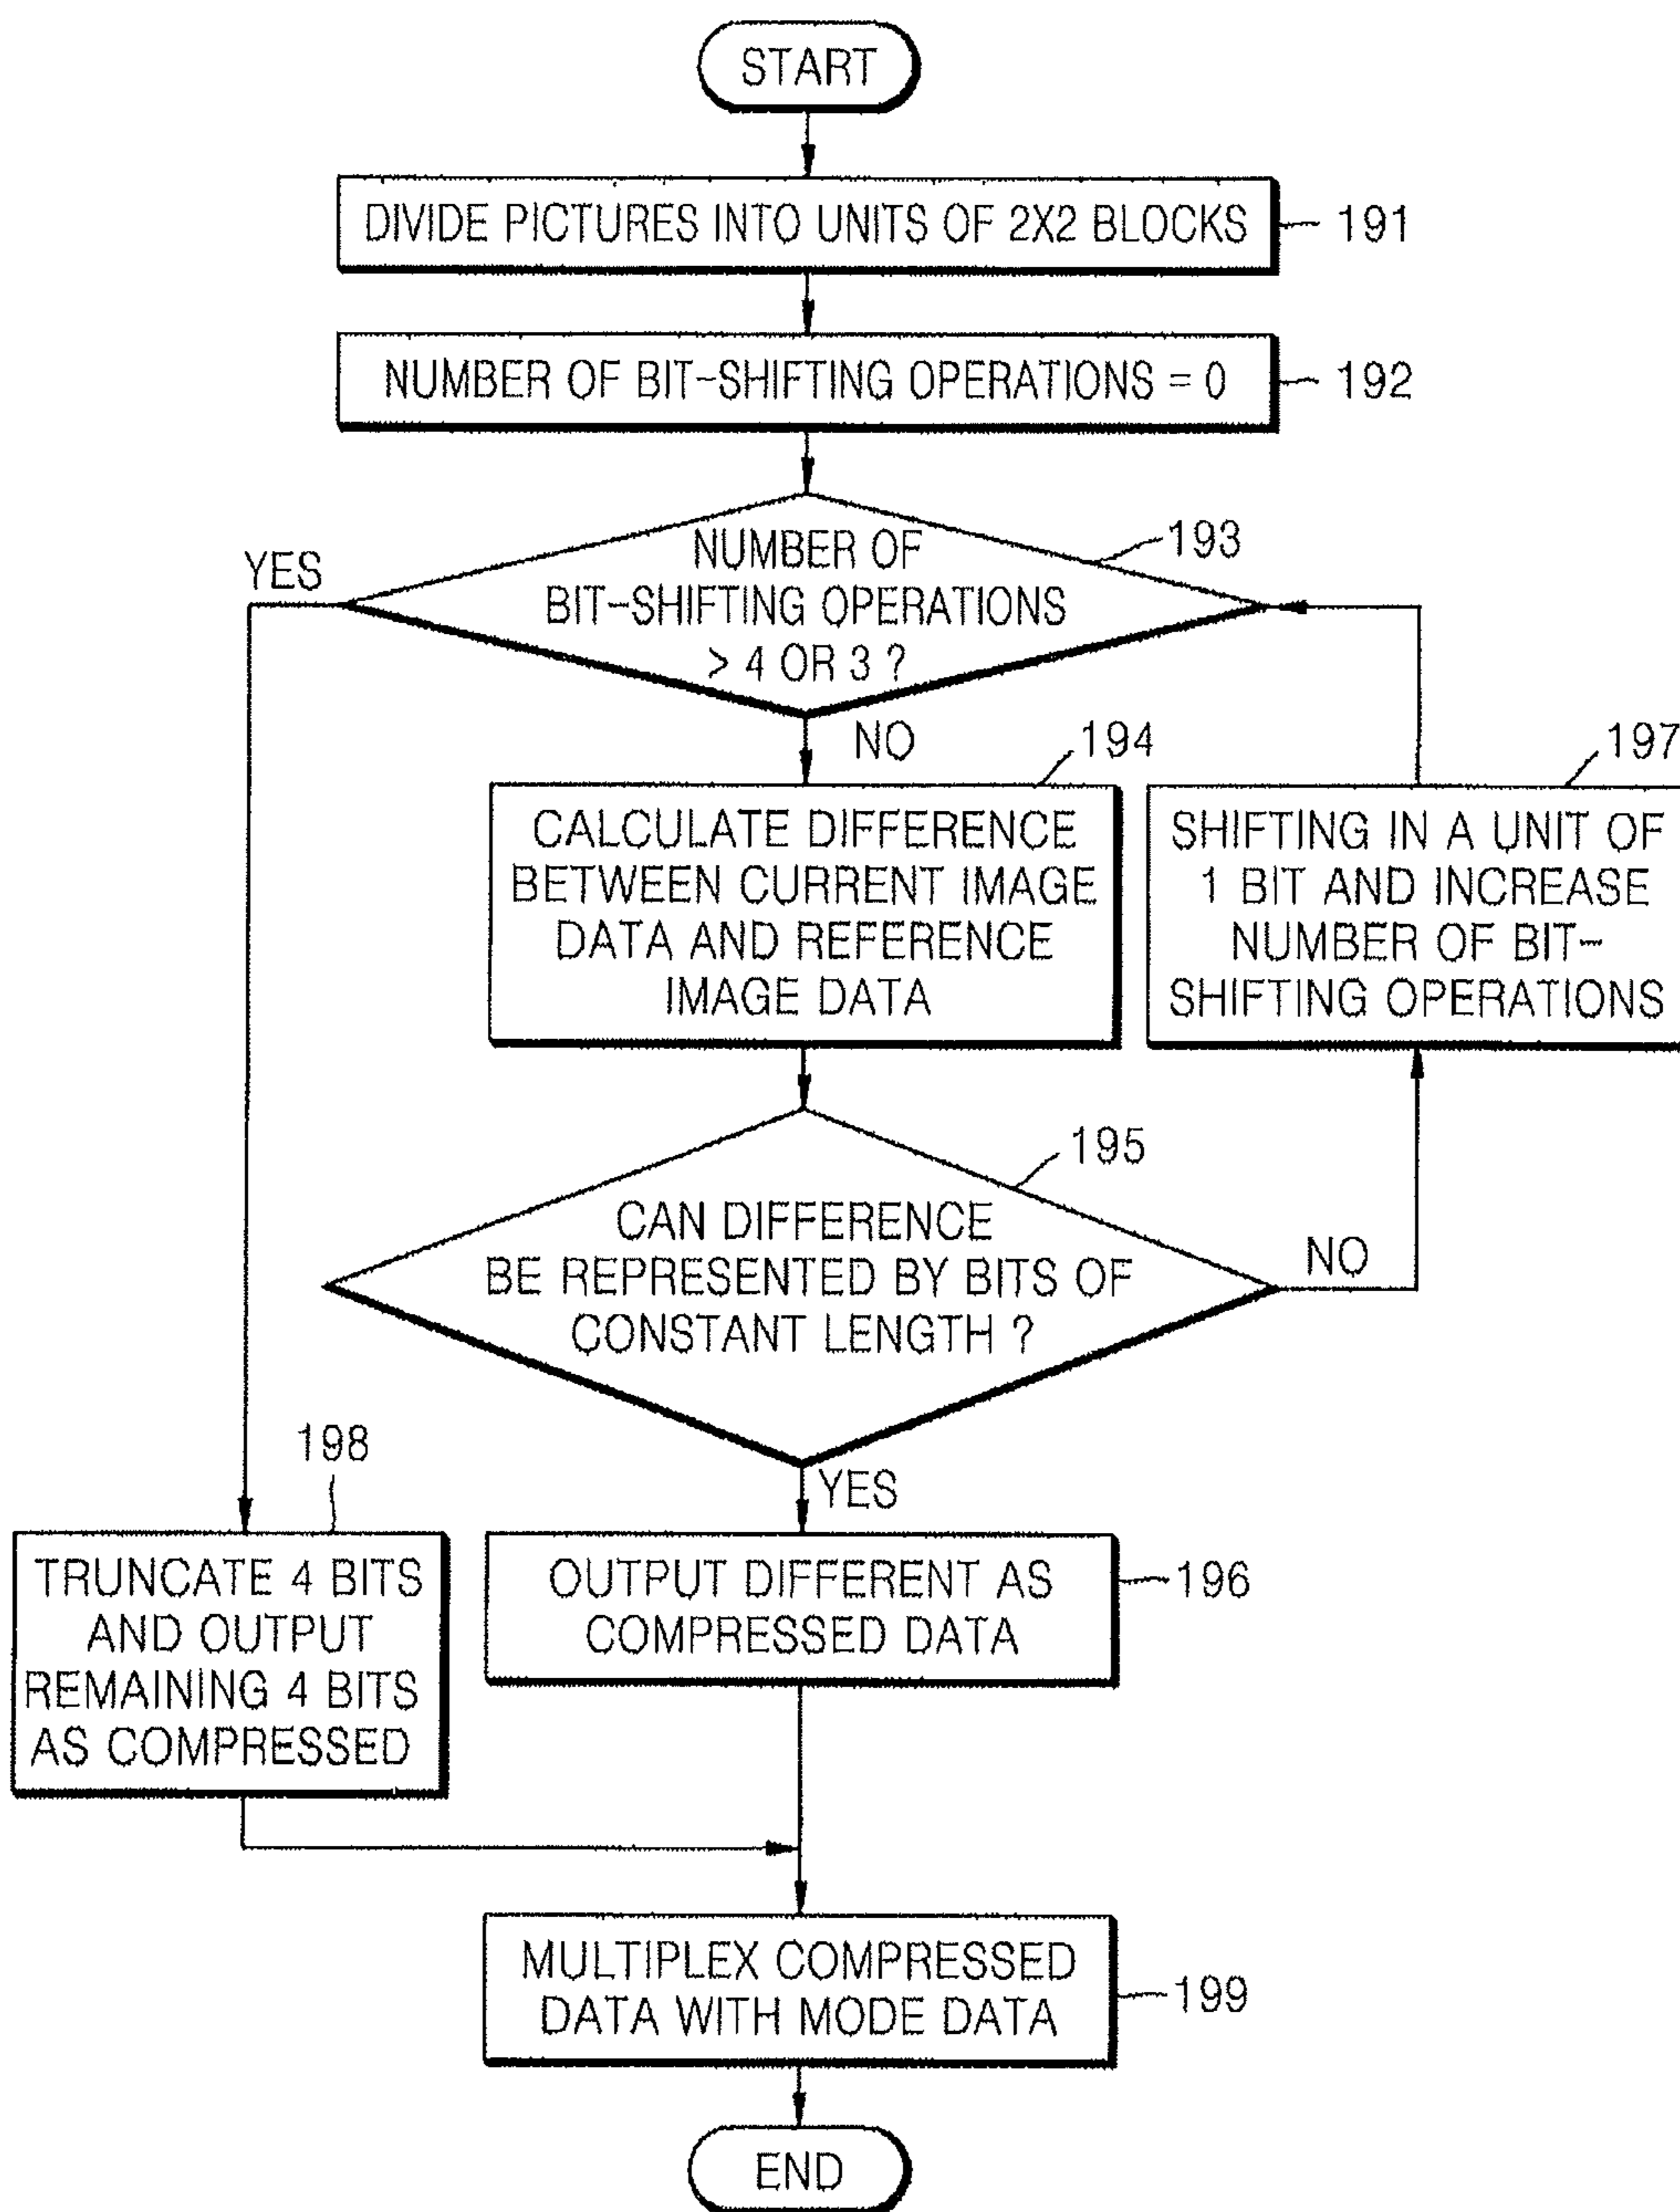 START
DIVIDE PICTURES INTO UNITS OF 2X2 BLOCKS
191
NUMBER OF BIT-SHIFTING OPERATIONS = 0
192
NUMBER OF
BIT-SHIFTING OPERATIONS
> 4 OR 3 ?
193
YES
NO
194
CALCULATE DIFFERENCE
BETWEEN CURRENT IMAGE
DATA AND REFERENCE
IMAGE DATA
197
SHIFTING IN A UNIT OF
1 BIT AND INCREASE
NUMBER OF BIT-
SHIFTING OPERATIONS
195
CAN DIFFERENCE
BE REPRESENTED BY BITS OF
CONSTANT LENGTH ?
NO
YES
198
TRUNCATE 4 BITS
AND OUTPUT
REMAINING 4 BITS
AS COMPRESSED
OUTPUT DIFFERENT AS
COMPRESSED DATA
196
MULTIPLEX COMPRESSED
DATA WITH MODE DATA
199
END